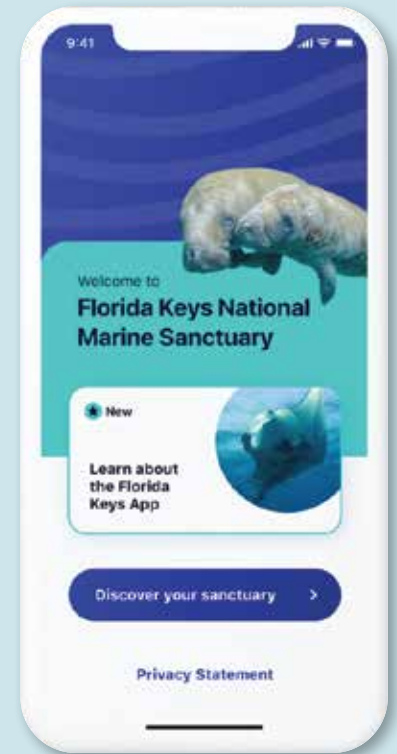 9:41
Welcome to
Florida Keys National
Marine Sanctuary
New
Learn about
the Florida
Keys App
Discover your sanctuary
Privacy Statement